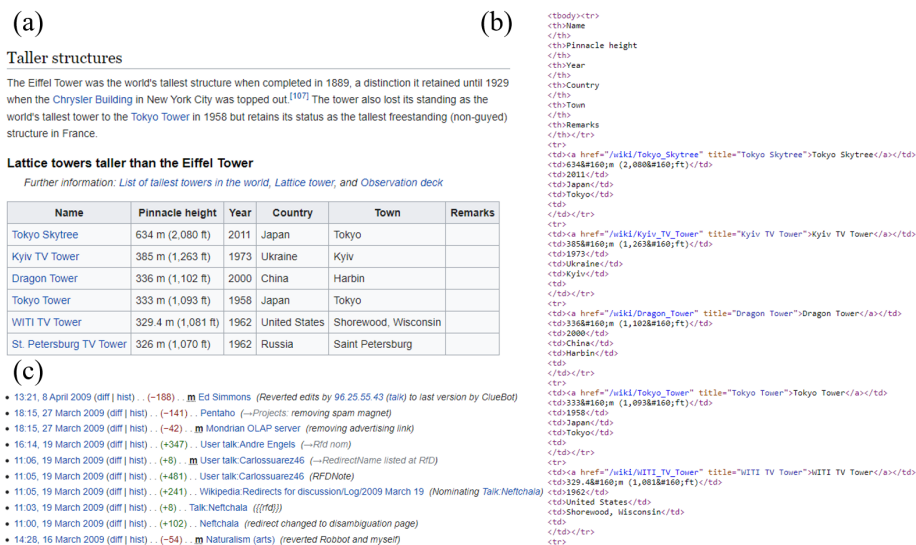 (a)
Taller structures
The Eiffel Tower was the world's tallest structure when completed in 1889, a distinction it retained until 1929
when the Chrysler Building in New York City was topped out.[107] The tower also lost its standing as the
world's tallest tower to the Tokyo Tower in 1958 but retains its status as the tallest freestanding (non-guyed)
structure in France.
Lattice towers taller than the Eiffel Tower
Further information: List of tallest towers in the world, Lattice tower, and Observation deck
Name Pinnacle height Year Country Town Remarks
Tokyo Skytree 634 m (2,080 ft) 2011 Japan Tokyo
Kyiv TV Tower 385 m (1,263 ft) 1973 Ukraine Kyiv
Dragon Tower 336 m (1,102 ft) 2000 China Harbin
Tokyo Tower 333 m (1,093 ft) 1958 Japan Tokyo
WITI TV Tower 329.4 m (1,081 ft) 1962 United States Shorewood, Wisconsin
St. Petersburg TV Tower 326 m (1,070 ft) 1962 Russia Saint Petersburg
(c)
• 13:21, 8 April 2009 (diff | hist) . . (−188) . . m Ed Simmons (Reverted edits by 96.25.55.43 (talk) to last version by ClueBot)
• 18:15, 27 March 2009 (diff | hist) . . (−141) . . Pentaho (→Projects: removing spam magnet)
• 18:15, 27 March 2009 (diff | hist) . . (−42) . . m Mondrian OLAP server (removing advertising link)
• 16:14, 19 March 2009 (diff | hist) . . (+347) . . User talk:Andre Engels (→Rfd nom)
• 11:06, 19 March 2009 (diff | hist) . . (+8) . . m User talk:Carlossuarez46 (→RedirectName listed at RfD)
• 11:05, 19 March 2009 (diff | hist) . . (+481) . . User talk:Carlossuarez46 (RFDNote)
• 11:05, 19 March 2009 (diff | hist) . . (+241) . . Wikipedia:Redirects for discussion/Log/2009 March 19 (Nominating Talk:Neftchala)
• 11:03, 19 March 2009 (diff | hist) . . (+8) . . Talk:Neftchala ({{rfd}})
• 11:00, 19 March 2009 (diff | hist) . . (+102) . . Neftchala (redirect changed to disambiguation page)
• 14:28, 16 March 2009 (diff | hist) . . (−54) . . m Naturalism (arts) (reverted Robbot and myself)
(b)
<tbody><tr>
<th>Name
</th>
<th>Pinnacle height
</th>
<th>Year
</th>
<th>Country
</th>
<th>Town
</th>
<th>Remarks
</th></tr>
<tr>
<td><a href="/wiki/Tokyo_Skytree" title="Tokyo Skytree">Tokyo Skytree</a></td>
<td>634&#160;m (2,080&#160;ft)</td>
<td>2011</td>
<td>Japan</td>
<td>Tokyo</td>
<td>
</td></tr>
<tr>
<td><a href="/wiki/Kyiv_TV_Tower" title="Kyiv TV Tower">Kyiv TV Tower</a></td>
<td>385&#160;m (1,263&#160;ft)</td>
<td>1973</td>
<td>Ukraine</td>
<td>Kyiv</td>
<td>
</td></tr>
<tr>
<td><a href="/wiki/Dragon_Tower" title="Dragon Tower">Dragon Tower</a></td>
<td>336&#160;m (1,102&#160;ft)</td>
<td>2000</td>
<td>China</td>
<td>Harbin</td>
<td>
</td></tr>
<tr>
<td><a href="/wiki/Tokyo_Tower" title="Tokyo Tower">Tokyo Tower</a></td>
<td>333&#160;m (1,093&#160;ft)</td>
<td>1958</td>
<td>Japan</td>
<td>Tokyo</td>
<td>
</td></tr>
<tr>
<td><a href="/wiki/WITI_TV_Tower" title="WITI TV Tower">WITI TV Tower</a></td>
<td>329.4&#160;m (1,081&#160;ft)</td>
<td>1962</td>
<td>United States</td>
<td>Shorewood, Wisconsin</td>
<td>
</td></tr>
<tr>